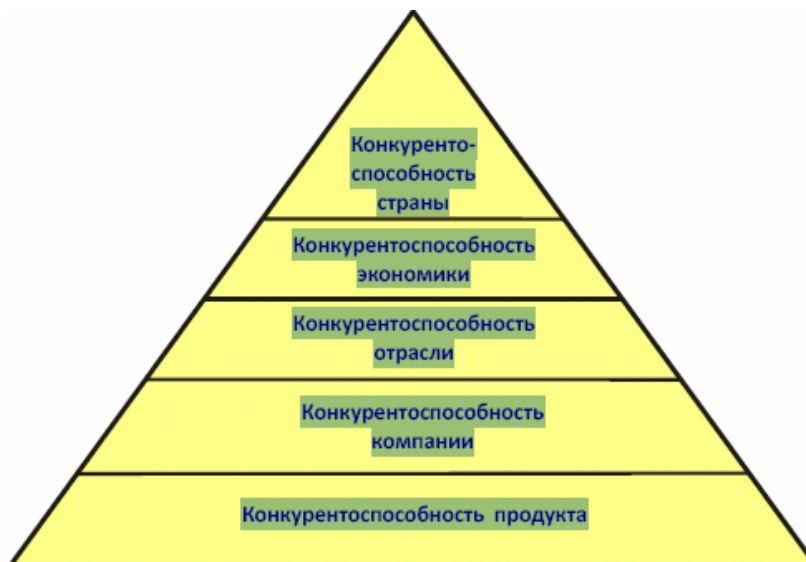 Конкуренто-
способность
страны
Конкурентоспособность
экономики
Конкурентоспособность
отрасли
Конкурентоспособность
компании
Конкурентоспособность продукта